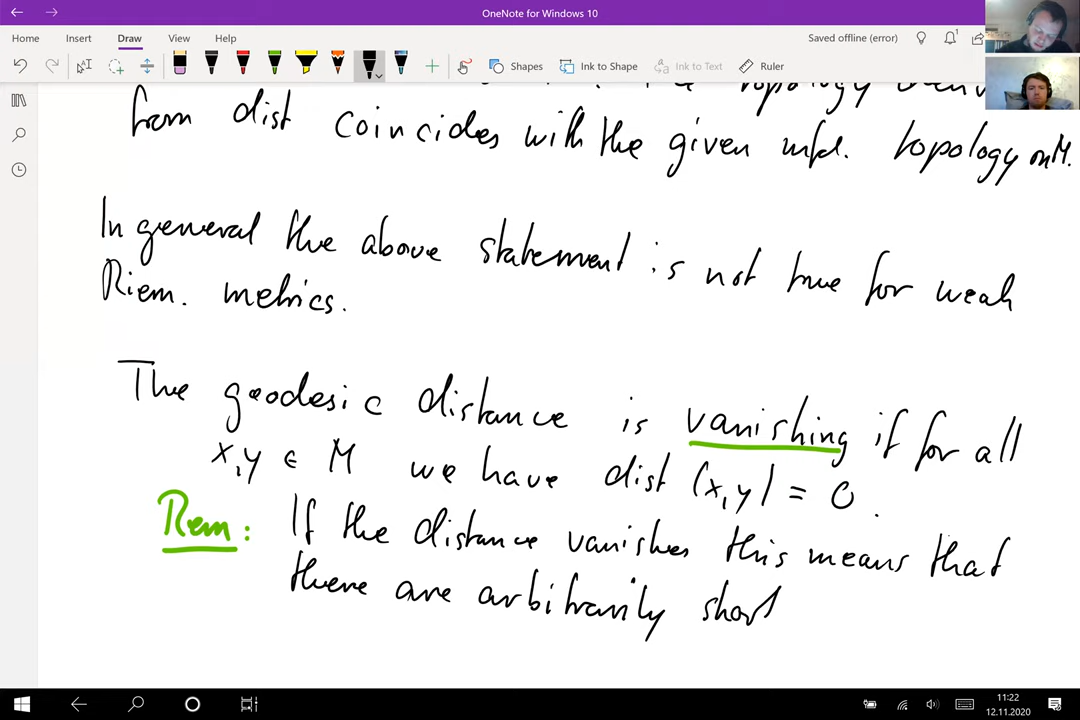 OneNote for Windows 10
Home Insert Draw View Help Saved offline (error)
Shapes Ink to Shape Ink to Text Ruler
topology
from dist coincides with the given mfd. topology on M.
In general the above statement is not true for weak
Riem. metrics.
The geodesic distance is vanishing if for all
x,y ∈ M we have dist (x,y) = 0.
Rem: If the distance vanishes this means that
there are arbitrarily short
11:22
12.11.2020